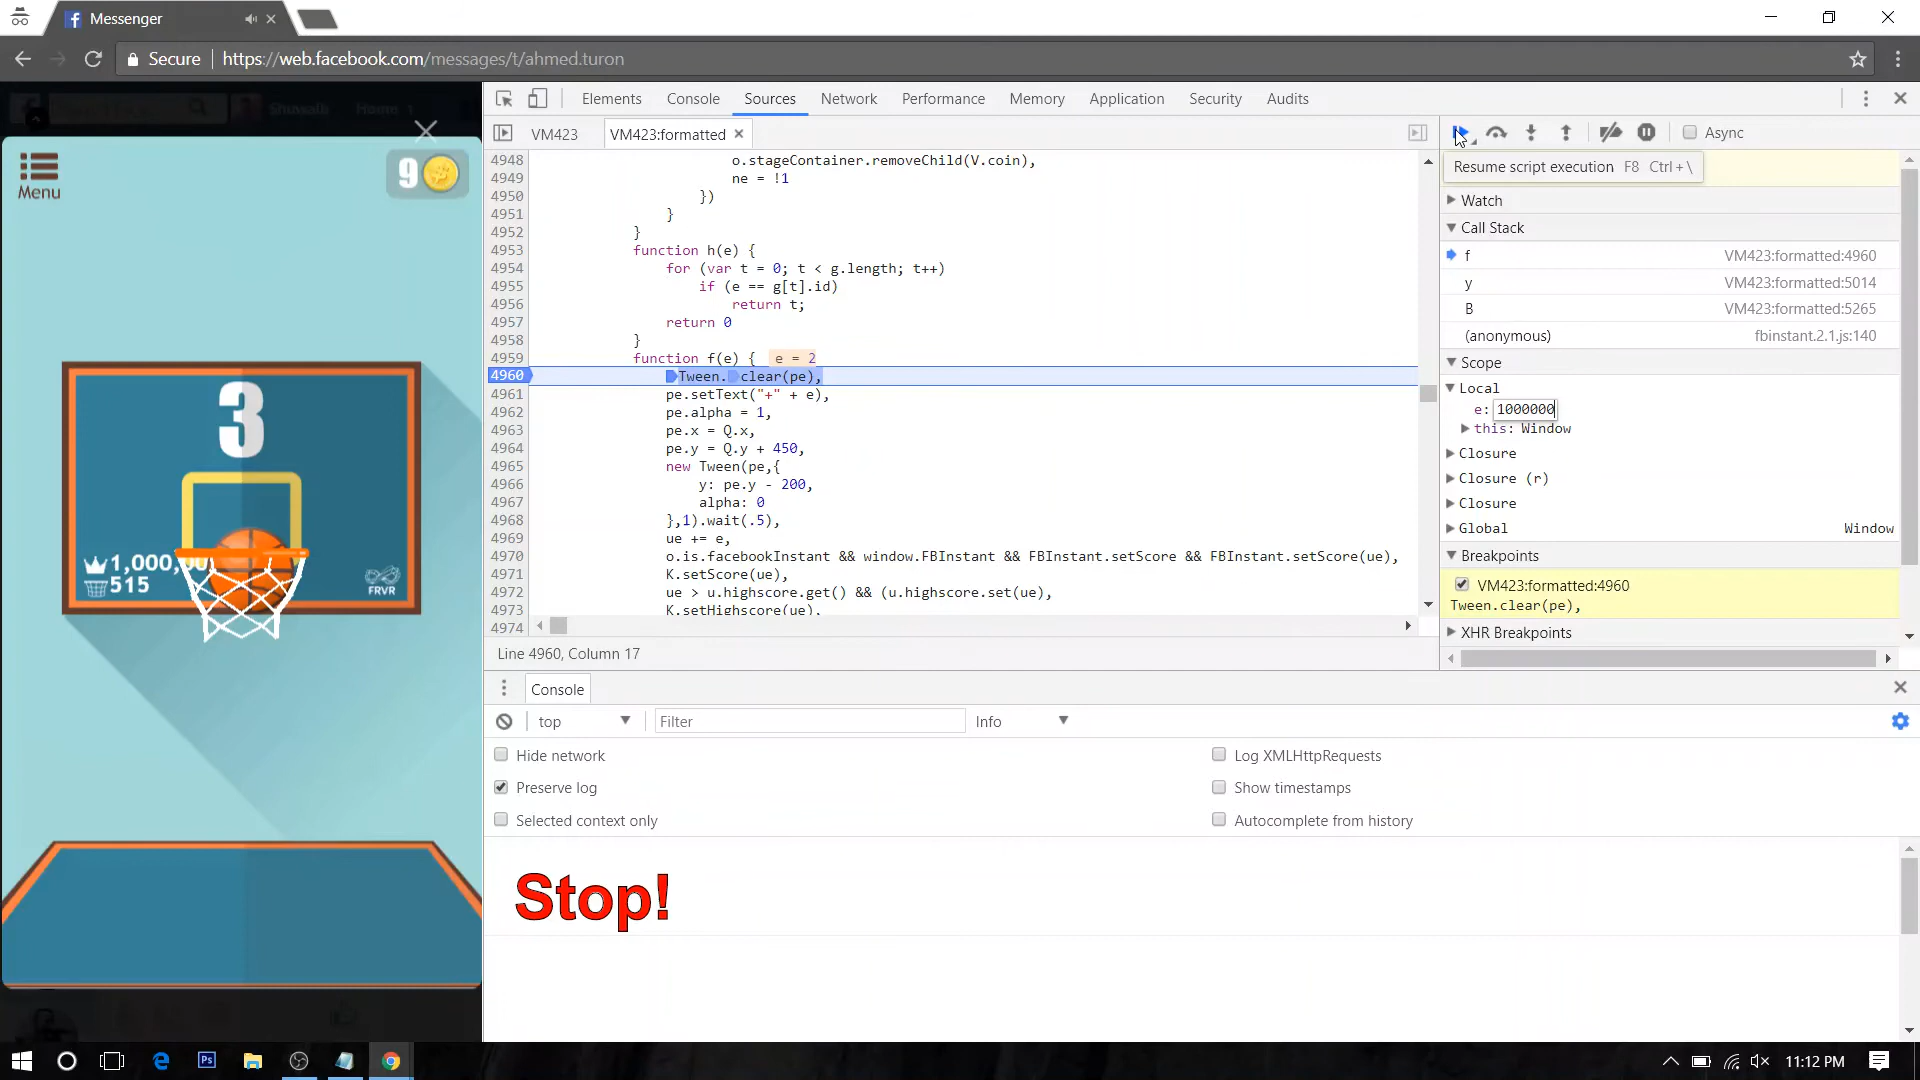 Messenger
Secure
https://web.facebook.com/messages/t/ahmed.turon
Shuwaib
Home 1
Menu
9
3
1,000,
515
FRVR
Elements
Console
Sources
Network
Performance
Memory
Application
Security
Audits
VM423
VM423:formatted
4948 o.stageContainer.removeChild(V.coin),
4949 ne = !1
4950 })
4951 }
4952 }
4953 function h(e) {
4954 for (var t = 0; t < g.length; t++)
4955 if (e == g[t].id)
4956 return t;
4957 return 0
4958 }
4959 function f(e) { e = 2
4960 Tween.clear(pe),
4961 pe.setText("+" + e),
4962 pe.alpha = 1,
4963 pe.x = Q.x,
4964 pe.y = Q.y + 450,
4965 new Tween(pe,{
4966 y: pe.y - 200,
4967 alpha: 0
4968 },1).wait(.5),
4969 ue += e,
4970 o.is.facebookInstant && window.FBInstant && FBInstant.setScore && FBInstant.setScore(ue),
4971 K.setScore(ue),
4972 ue > u.highscore.get() && (u.highscore.set(ue),
4973 K.setHighscore(ue),
4974
Line 4960, Column 17
Async
Resume script execution F8 Ctrl+\
Watch
Call Stack
f VM423:formatted:4960
y VM423:formatted:5014
B VM423:formatted:5265
(anonymous) fbinstant.2.1.js:140
Scope
Local
e: 1000000
this: Window
Closure
Closure (r)
Closure
Global Window
Breakpoints
VM423:formatted:4960
Tween.clear(pe),
XHR Breakpoints
Console
top
Filter
Info
Hide network
Log XMLHttpRequests
Preserve log
Show timestamps
Selected context only
Autocomplete from history
Stop!
11:12 PM